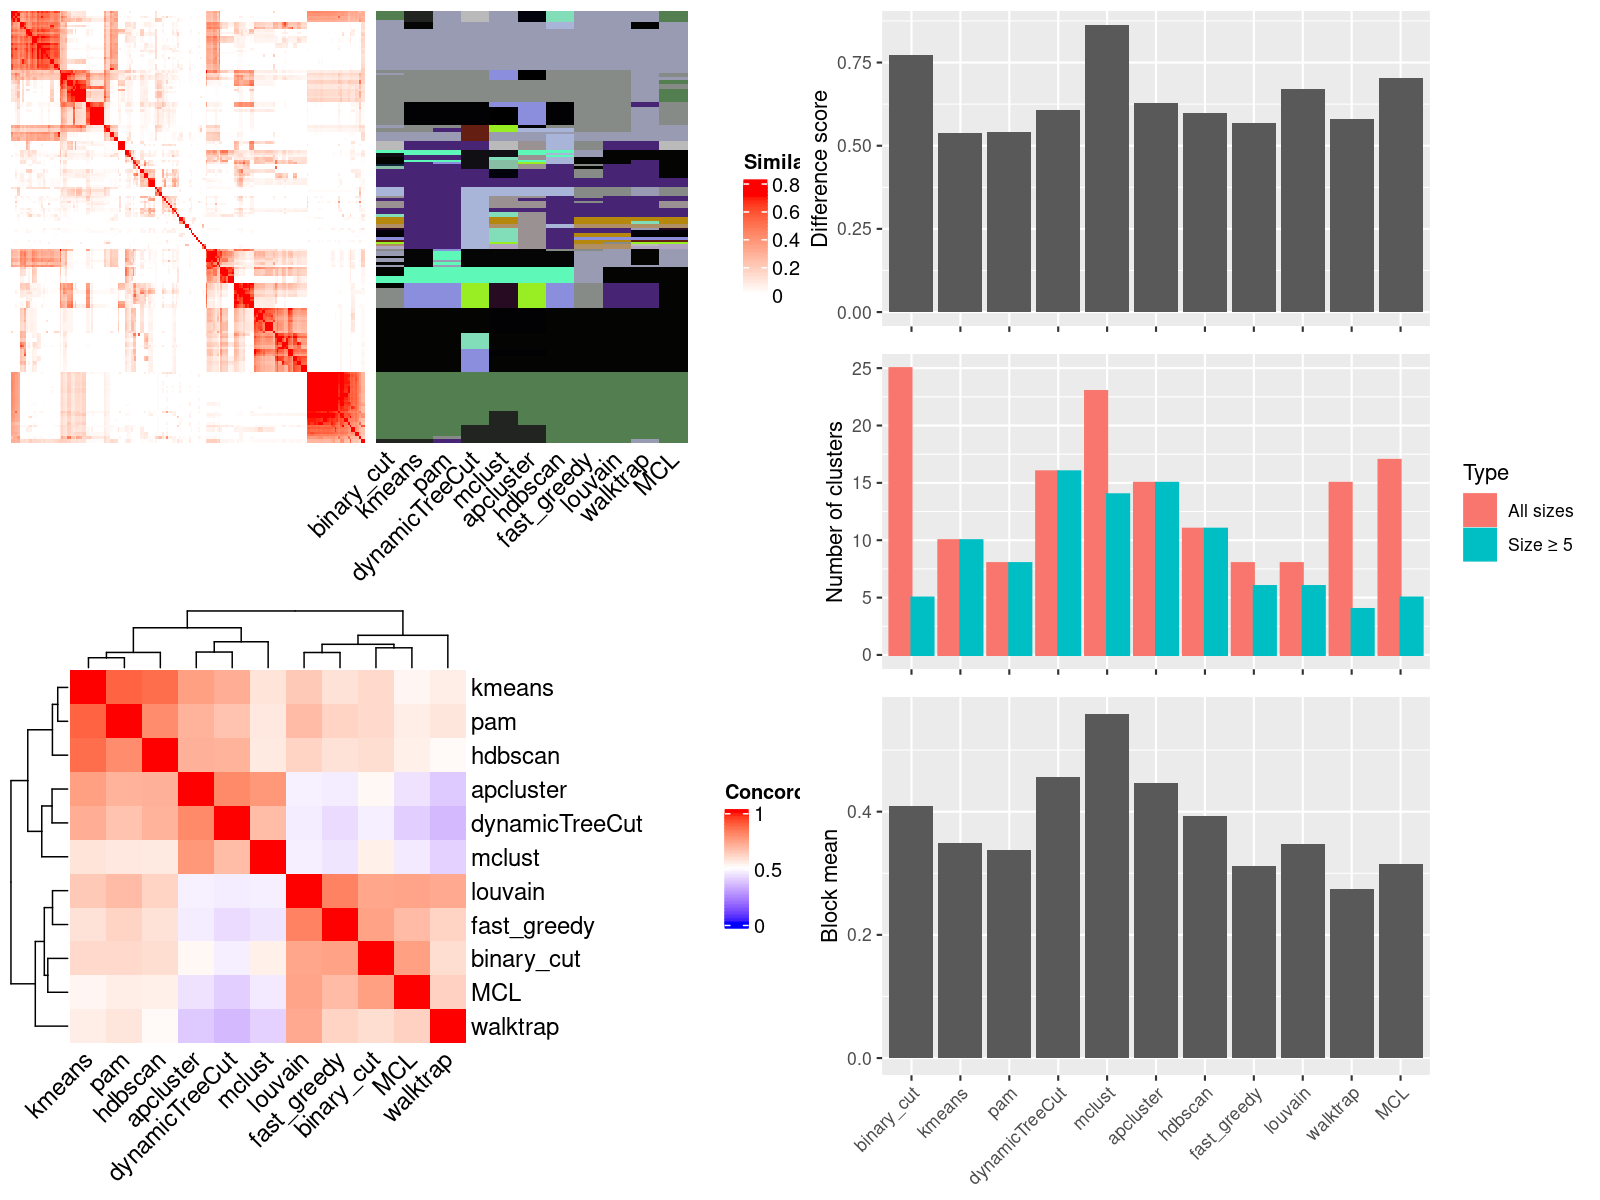 Simila
0.8
0.6
0.4
0.2
0
binary_cut
kmeans
pam
dynamicTreeCut
mclust
apcluster
hdbscan
fast_greedy
louvain
walktrap
MCL
Difference score
0.75
0.50
0.25
0.00
Number of clusters
25
20
15
10
5
0
Type
All sizes
Size ≥ 5
kmeans
pam
hdbscan
apcluster
dynamicTreeCut
mclust
louvain
fast_greedy
binary_cut
MCL
walktrap
kmeans
pam
hdbscan
apcluster
dynamicTreeCut
mclust
louvain
fast_greedy
binary_cut
MCL
walktrap
Concord
1
0.5
0
Block mean
0.4
0.2
0.0
binary_cut
kmeans
pam
dynamicTreeCut
mclust
apcluster
hdbscan
fast_greedy
louvain
walktrap
MCL